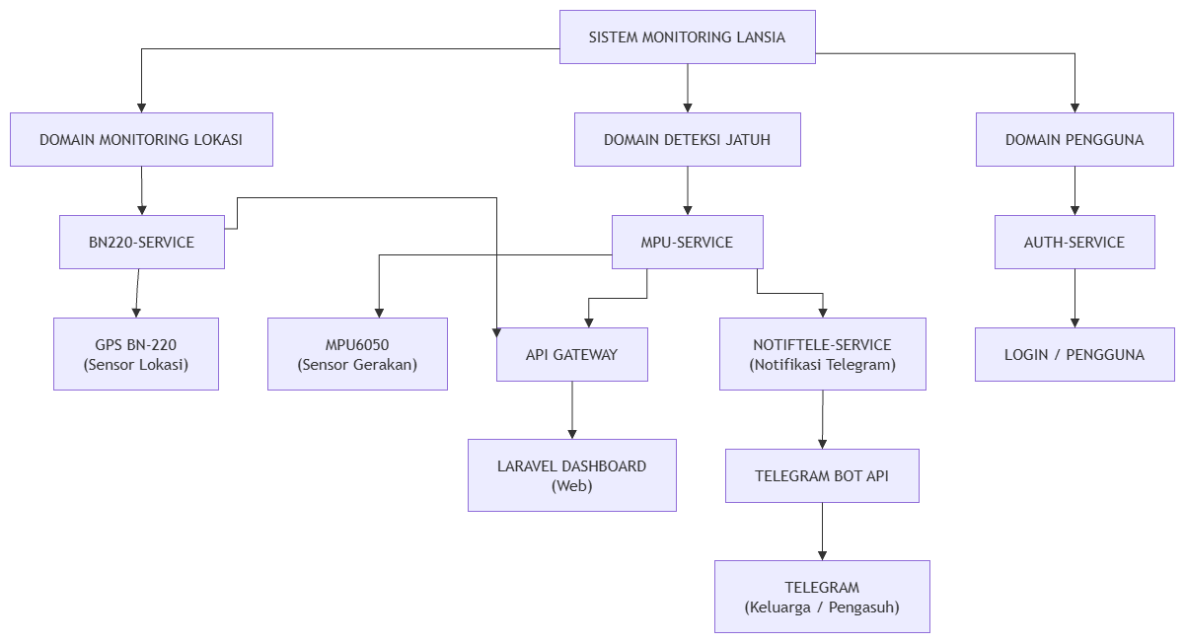 SISTEM MONITORING LANSIA
DOMAIN MONITORING LOKASI
DOMAIN DETEKSI JATUH
DOMAIN PENGGUNA
BN220-SERVICE
MPU-SERVICE
AUTH-SERVICE
GPS BN-220
(Sensor Lokasi)
MPU6050
(Sensor Gerakan)
API GATEWAY
NOTIFTELE-SERVICE
(Notifikasi Telegram)
LOGIN / PENGGUNA
LARAVEL DASHBOARD
(Web)
TELEGRAM BOT API
TELEGRAM
(Keluarga / Pengasuh)